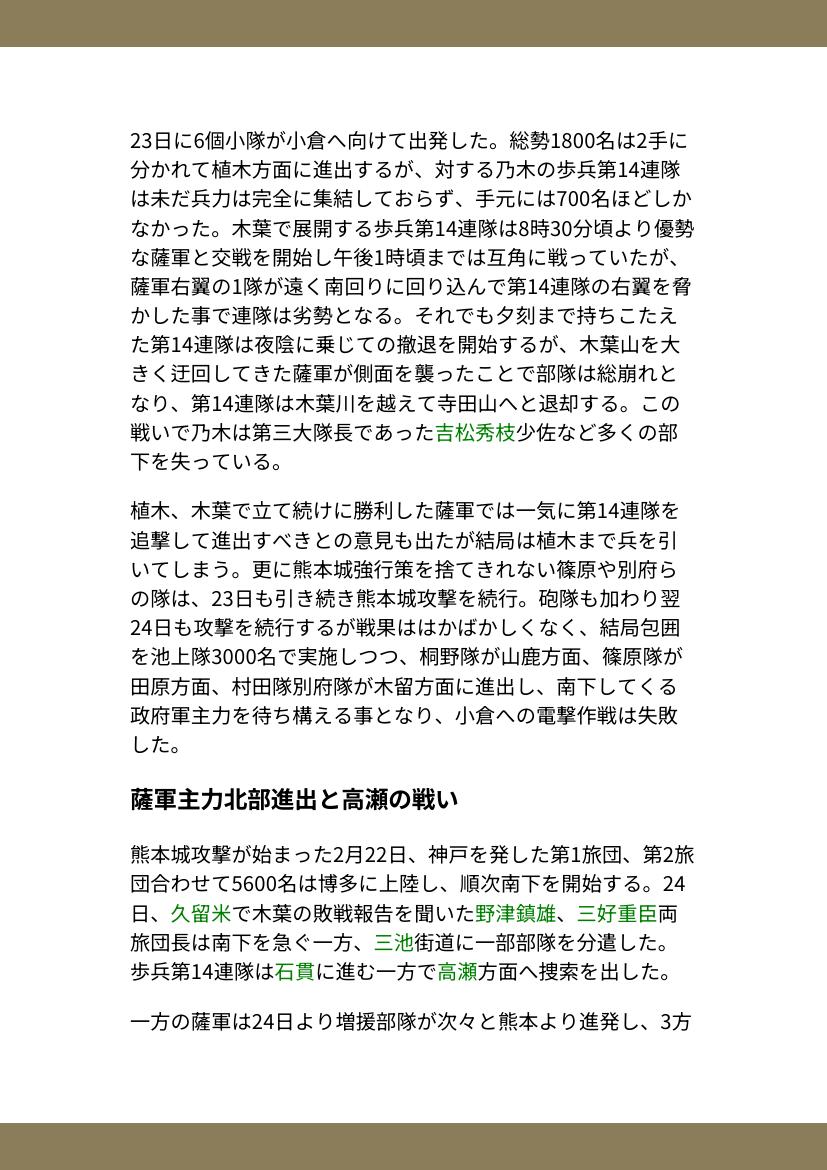 23日に6個小隊が小倉へ向けて出発した。総勢1800名は2手に
分かれて植木方面に進出するが、対する乃木の歩兵第14連隊
は未だ兵力は完全に集結しておらず、手元には700名ほどしか
なかった。木葉で展開する歩兵第14連隊は8時30分頃より優勢
な薩軍と交戦を開始し午後1時頃までは互角に戦っていたが、
薩軍右翼の1隊が遠く南回りに回り込んで第14連隊の右翼を脅
かした事で連隊は劣勢となる。それでも夕刻まで持ちこたえ
た第14連隊は夜陰に乗じての撤退を開始するが、木葉山を大
きく迂回してきた薩軍が側面を襲ったことで部隊は総崩れと
なり、第14連隊は木葉川を越えて寺田山へと退却する。この
戦いで乃木は第三大隊長であった吉松秀枝少佐など多くの部
下を失っている。
植木、木葉で立て続けに勝利した薩軍では一気に第14連隊を
追撃して進出すべきとの意見も出たが結局は植木まで兵を引
いてしまう。更に熊本城強行策を捨てきれない篠原や別府ら
の隊は、23日も引き続き熊本城攻撃を続行。砲隊も加わり翌
24日も攻撃を続行するが戦果ははかばかしくなく、結局包囲
を池上隊3000名で実施しつつ、桐野隊が山鹿方面、篠原隊が
田原方面、村田隊別府隊が木留方面に進出し、南下してくる
政府軍主力を待ち構える事となり、小倉への電撃作戦は失敗
した。
薩軍主力北部進出と高瀬の戦い
熊本城攻撃が始まった2月22日、神戸を発した第1旅団、第2旅
団合わせて5600名は博多に上陸し、順次南下を開始する。24
日、久留米で木葉の敗戦報告を聞いた野津鎮雄、三好重臣両
旅団長は南下を急ぐ一方、三池街道に一部部隊を分遣した。
歩兵第14連隊は石貫に進む一方で高瀬方面へ捜索を出した。
一方の薩軍は24日より増援部隊が次々と熊本より進発し、3方